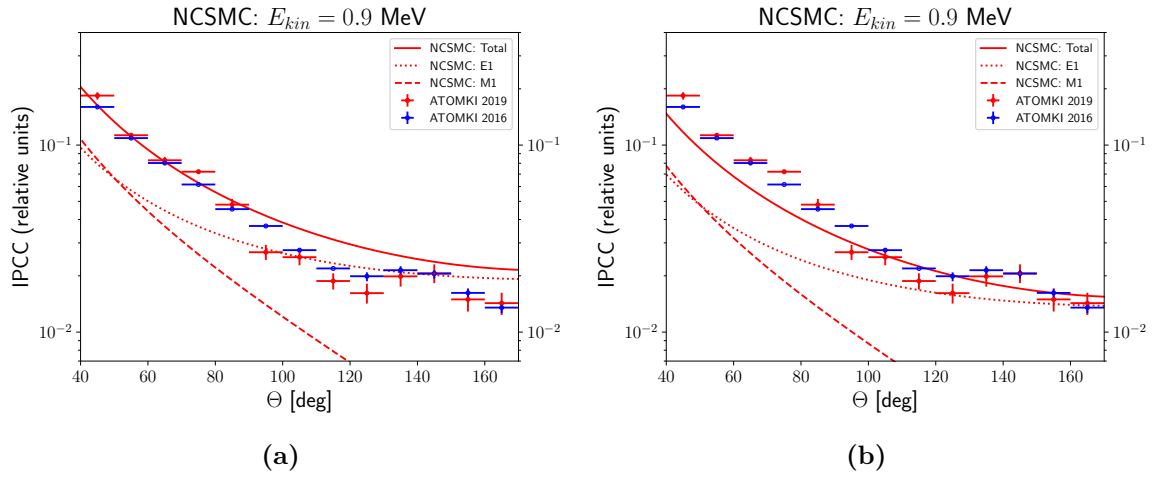 NCSMC: E_{kin} = 0.9 MeV
IPCC (relative units)
10^{-1}
10^{-2}
NCSMC: Total
NCSMC: E1
NCSMC: M1
ATOMKI 2019
ATOMKI 2016
10^{-1}
10^{-2}
40 60 80 100 120 140 160
Θ [deg]
(a)
NCSMC: E_{kin} = 0.9 MeV
IPCC (relative units)
10^{-1}
10^{-2}
NCSMC: Total
NCSMC: E1
NCSMC: M1
ATOMKI 2019
ATOMKI 2016
10^{-1}
10^{-2}
40 60 80 100 120 140 160
Θ [deg]
(b)